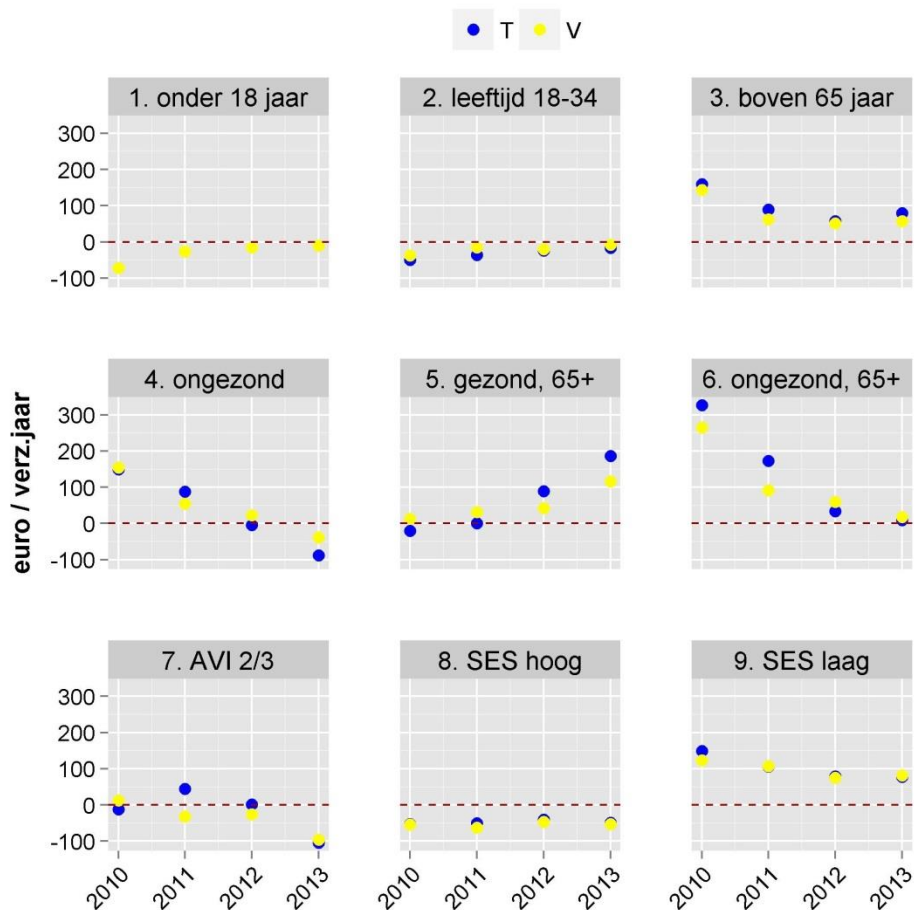 T V
1. onder 18 jaar
2. leeftijd 18-34
3. boven 65 jaar
300
200
100
0
-100
4. ongezond
5. gezond, 65+
6. ongezond, 65+
euro / verz.jaar
300
200
100
0
-100
7. AVI 2/3
8. SES hoog
9. SES laag
300
200
100
0
-100
2010 2011 2012 2013
2010 2011 2012 2013
2010 2011 2012 2013